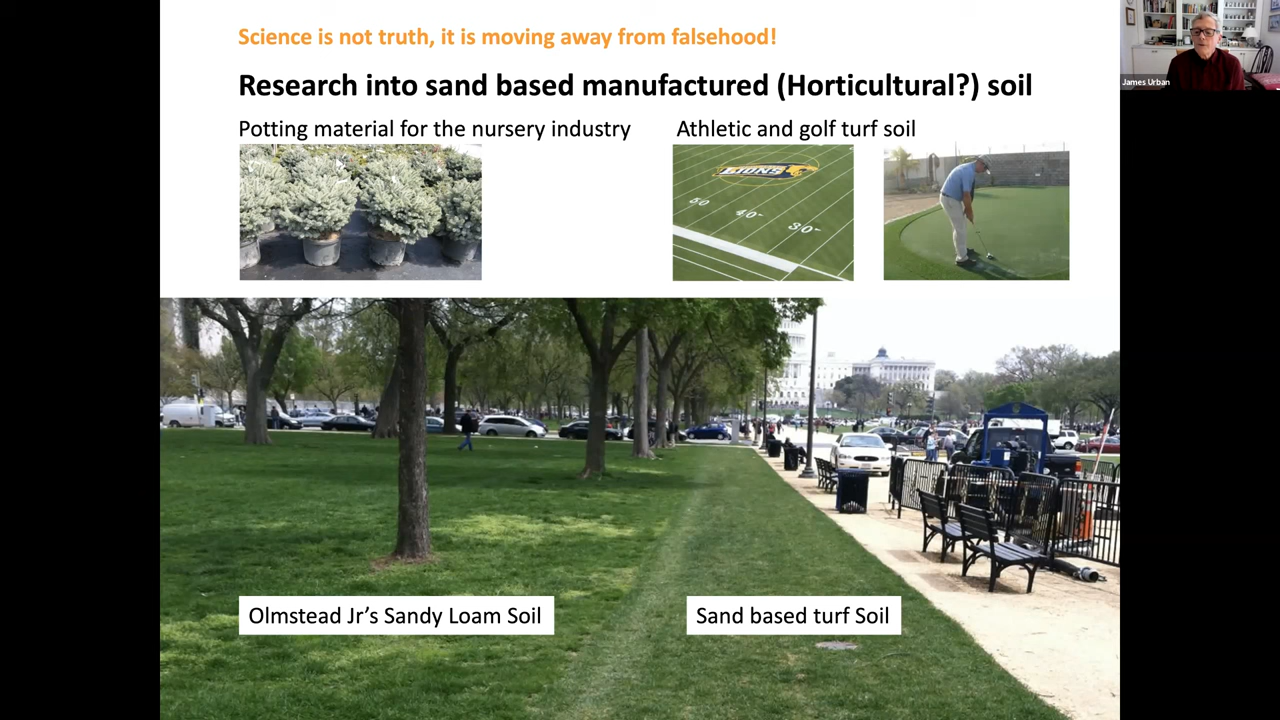 Science is not truth, it is moving away from falsehood!
James Urban
Research into sand based manufactured (Horticultural?) soil
Potting material for the nursery industry
Athletic and golf turf soil
LIONS
50 40 30
Olmstead Jr’s Sandy Loam Soil
Sand based turf Soil